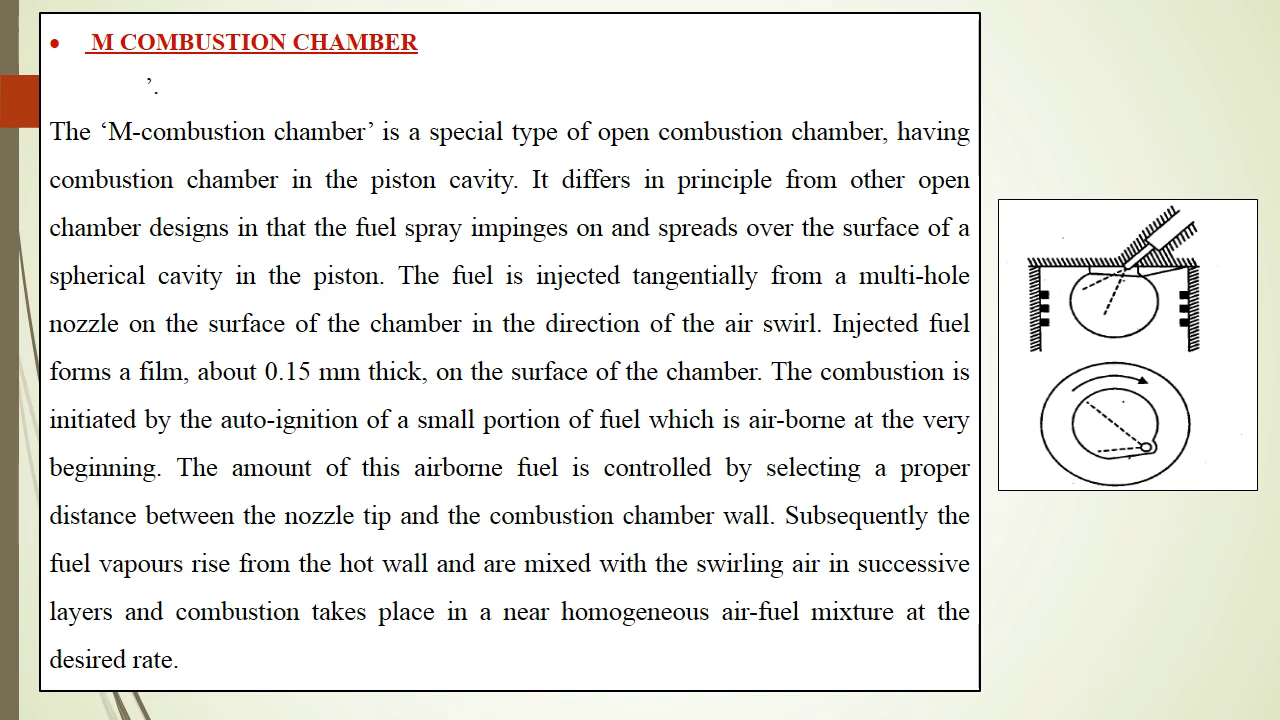 • M COMBUSTION CHAMBER
’.
The ‘M-combustion chamber’ is a special type of open combustion chamber, having
combustion chamber in the piston cavity. It differs in principle from other open
chamber designs in that the fuel spray impinges on and spreads over the surface of a
spherical cavity in the piston. The fuel is injected tangentially from a multi-hole
nozzle on the surface of the chamber in the direction of the air swirl. Injected fuel
forms a film, about 0.15 mm thick, on the surface of the chamber. The combustion is
initiated by the auto-ignition of a small portion of fuel which is air-borne at the very
beginning. The amount of this airborne fuel is controlled by selecting a proper
distance between the nozzle tip and the combustion chamber wall. Subsequently the
fuel vapours rise from the hot wall and are mixed with the swirling air in successive
layers and combustion takes place in a near homogeneous air-fuel mixture at the
desired rate.